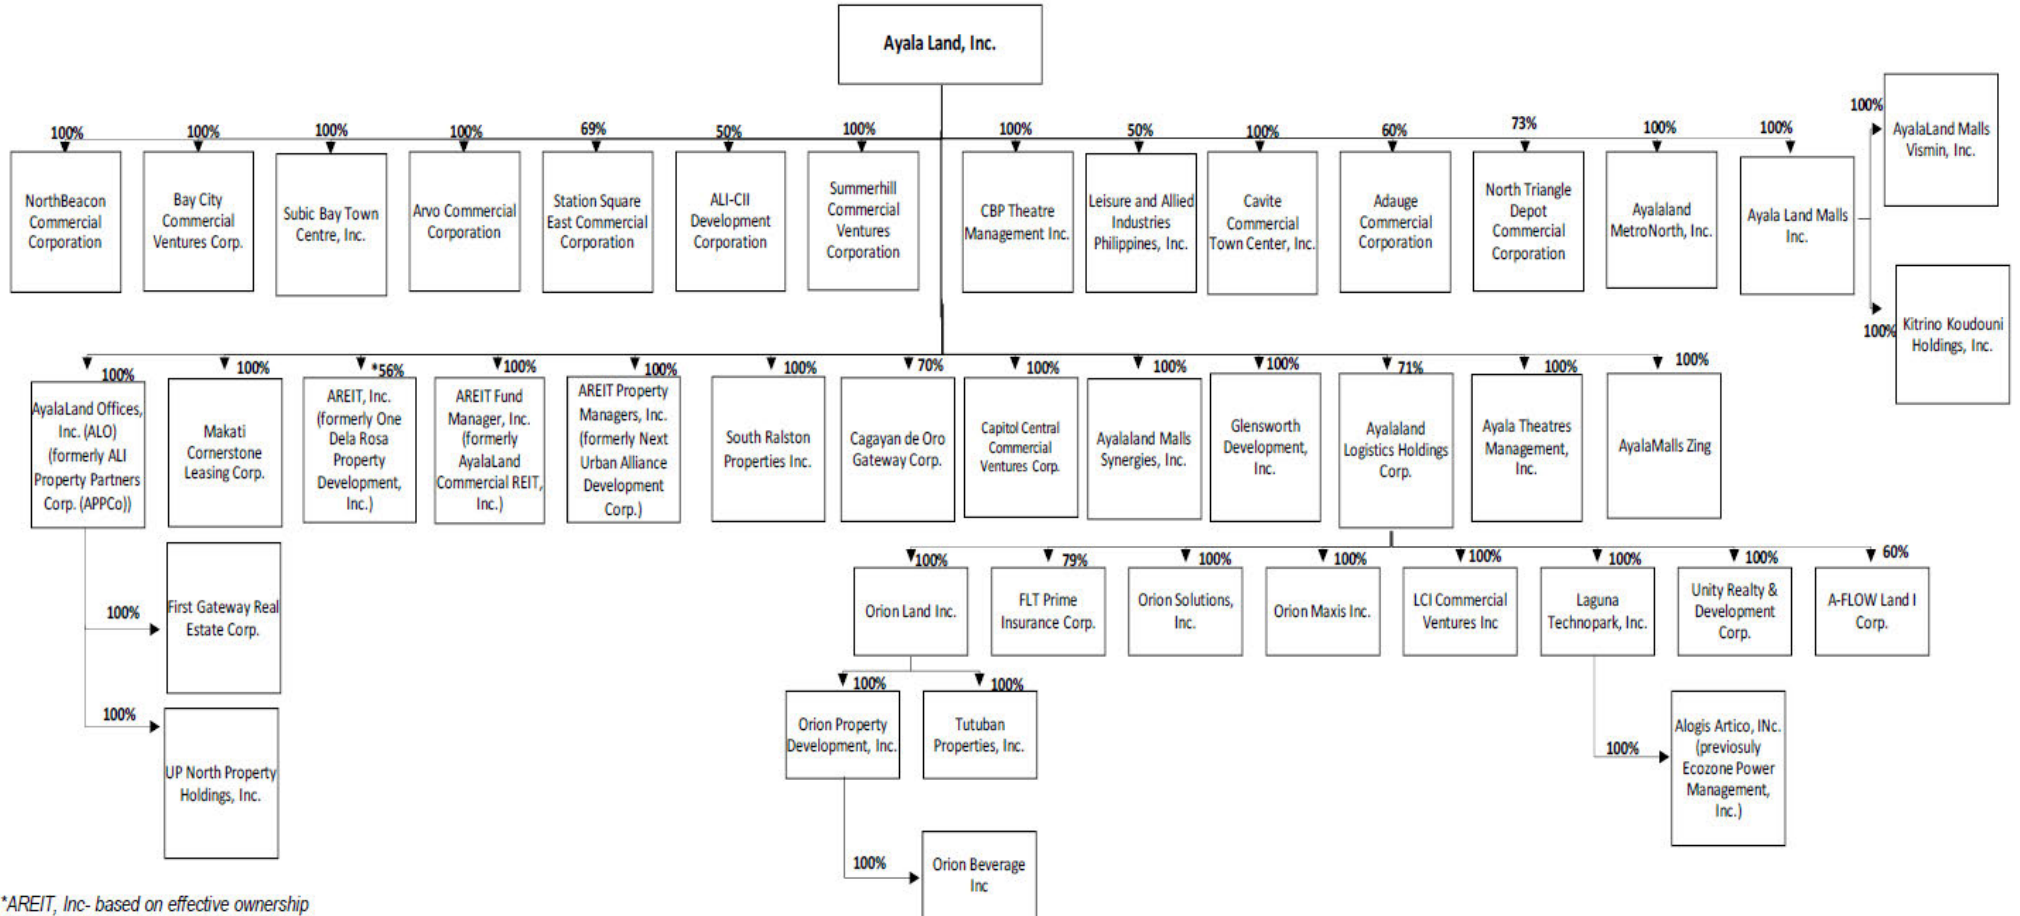 Ayala Land, Inc.
100%
100%
100%
100%
69%
50%
100%
100%
50%
100%
60%
73%
100%
100%
100%
AyalaLand Malls
Vismin, Inc.
NorthBeacon
Commercial
Corporation
Bay City
Commercial
Ventures Corp.
Subic Bay Town
Centre, Inc.
Arvo Commercial
Corporation
Station Square
East Commercial
Corporation
ALI-CII
Development
Corporation
Summerhill
Commercial
Ventures
Corporation
CBP Theatre
Management Inc.
Leisure and Allied
Industries
Philippines, Inc.
Cavite
Commercial
Town Center, Inc.
Adauge
Commercial
Corporation
North Triangle
Depot
Commercial
Corporation
Ayalaland
MetroNorth, Inc.
Ayala Land Malls
Inc.
100%
Kitrino Koudouni
Holdings, Inc.
100%
100%
*56%
100%
100%
100%
70%
100%
100%
100%
71%
100%
100%
AyalaLand Offices,
Inc. (ALO)
(formerly ALI
Property Partners
Corp. (APPCo))
Makati
Cornerstone
Leasing Corp.
AREIT, Inc.
(formerly One
Dela Rosa
Property
Development,
Inc.)
AREIT Fund
Manager, Inc.
(formerly
AyalaLand
Commercial REIT,
Inc.)
AREIT Property
Managers, Inc.
(formerly Next
Urban Alliance
Development
Corp.)
South Ralston
Properties Inc.
Cagayan de Oro
Gateway Corp.
Capitol Central
Commercial
Ventures Corp.
Ayalaland Malls
Synergies, Inc.
Glensworth
Development,
Inc.
Ayalaland
Logistics Holdings
Corp.
Ayala Theatres
Management,
Inc.
AyalaMalls Zing
100%
79%
100%
100%
100%
100%
100%
60%
100%
First Gateway Real
Estate Corp.
Orion Land Inc.
FLT Prime
Insurance Corp.
Orion Solutions,
Inc.
Orion Maxis Inc.
LCI Commercial
Ventures Inc
Laguna
Technopark, Inc.
Unity Realty &
Development
Corp.
A-FLOW Land I
Corp.
100%
100%
100%
UP North Property
Holdings, Inc.
Orion Property
Development, Inc.
Tutuban
Properties, Inc.
100%
Alogis Artico, INc.
(previosuly
Ecozone Power
Management,
Inc.)
100%
Orion Beverage
Inc
*AREIT, Inc- based on effective ownership